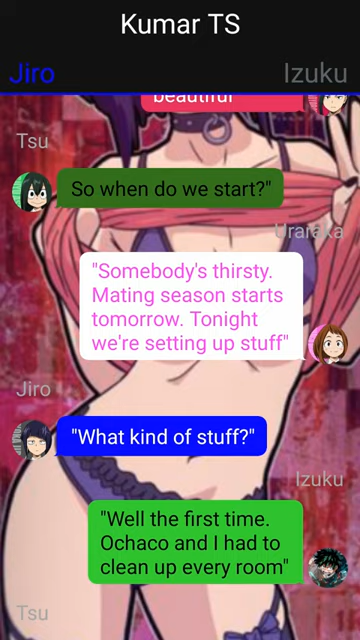 Kumar TS
Jiro
Izuku
beautiful
Tsu
So when do we start?"
Uraraka
"Somebody's thirsty.
Mating season starts
tomorrow. Tonight
we're setting up stuff"
Jiro
"What kind of stuff?"
Izuku
"Well the first time.
Ochaco and I had to
clean up every room"
Tsu